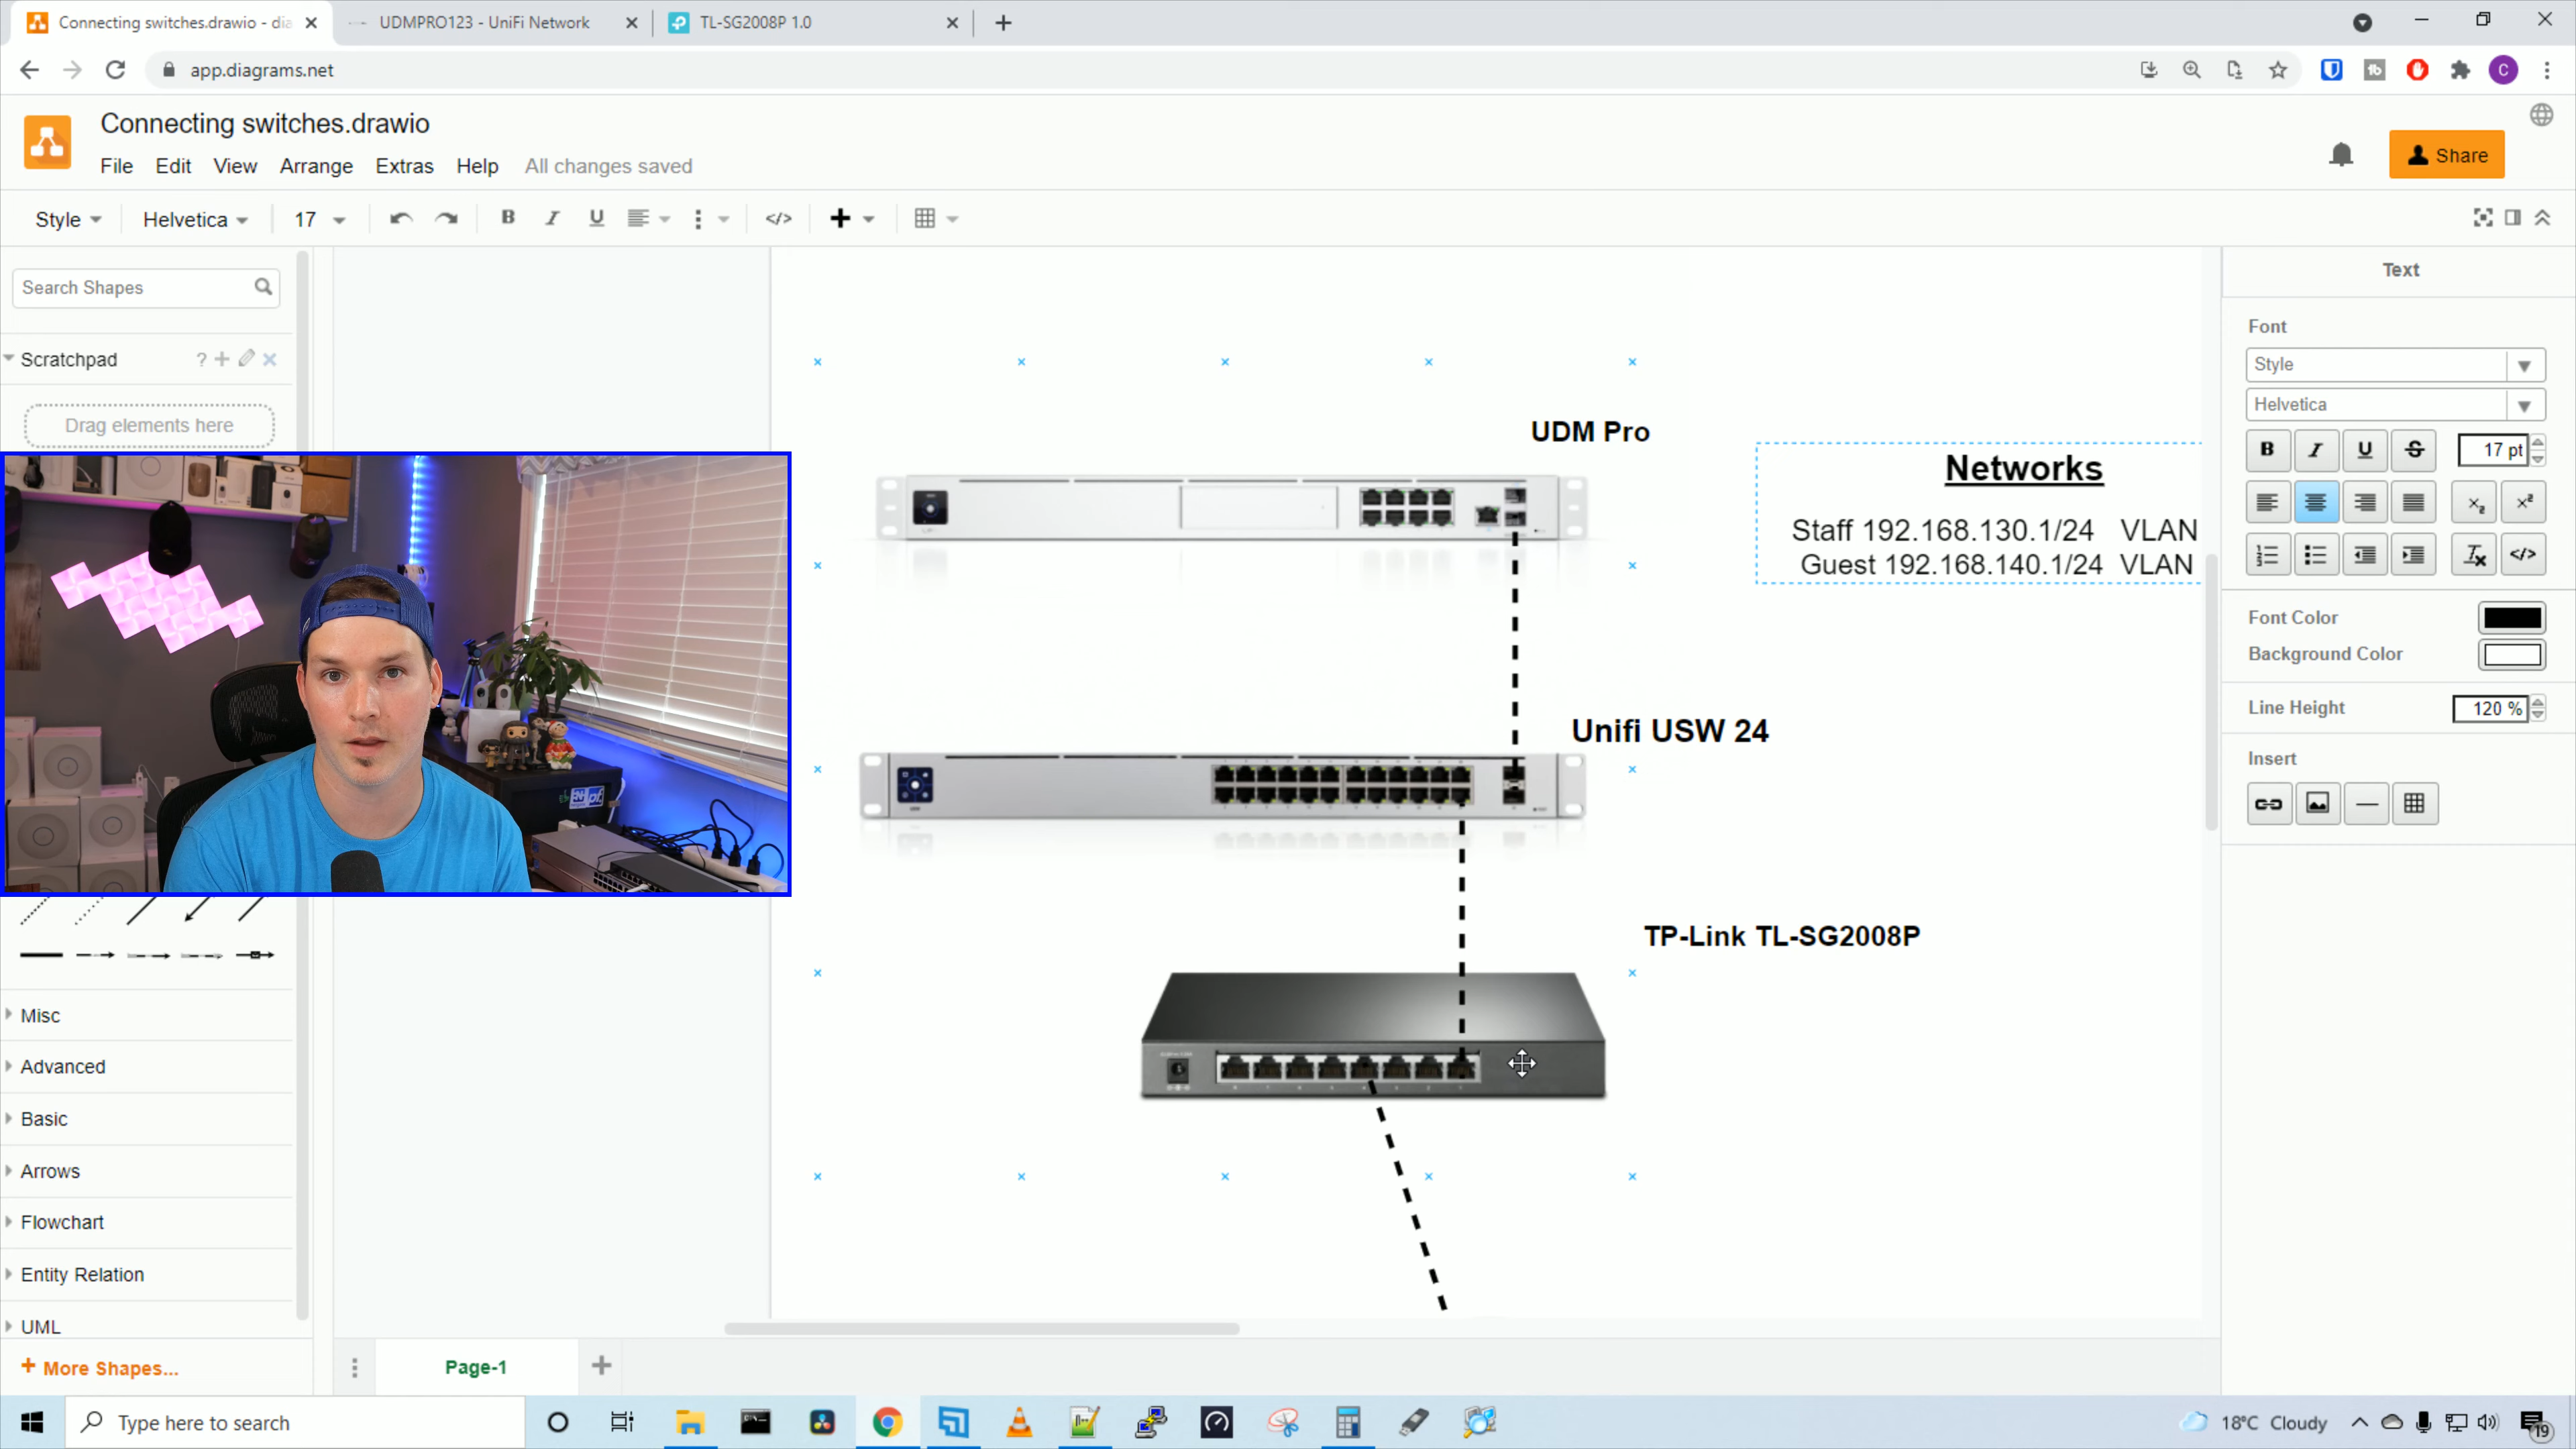 Connecting switches.drawio - dia
UDMPRO123 - UniFi Network
TL-SG2008P 1.0
app.diagrams.net
C
Connecting switches.drawio
File Edit View Arrange Extras Help All changes saved
Share
Style Helvetica 17
B I U
Search Shapes
Scratchpad ?
Drag elements here
Misc
Advanced
Basic
Arrows
Flowchart
Entity Relation
UML
+ More Shapes...
UDM Pro
Networks
Staff 192.168.130.1/24 VLAN
Guest 192.168.140.1/24 VLAN
Unifi USW 24
TP-Link TL-SG2008P
Page-1
Text
Font
Style
Helvetica
B I U S 17 pt
Font Color
Background Color
Line Height 120 %
Insert
Type here to search
18°C Cloudy
19